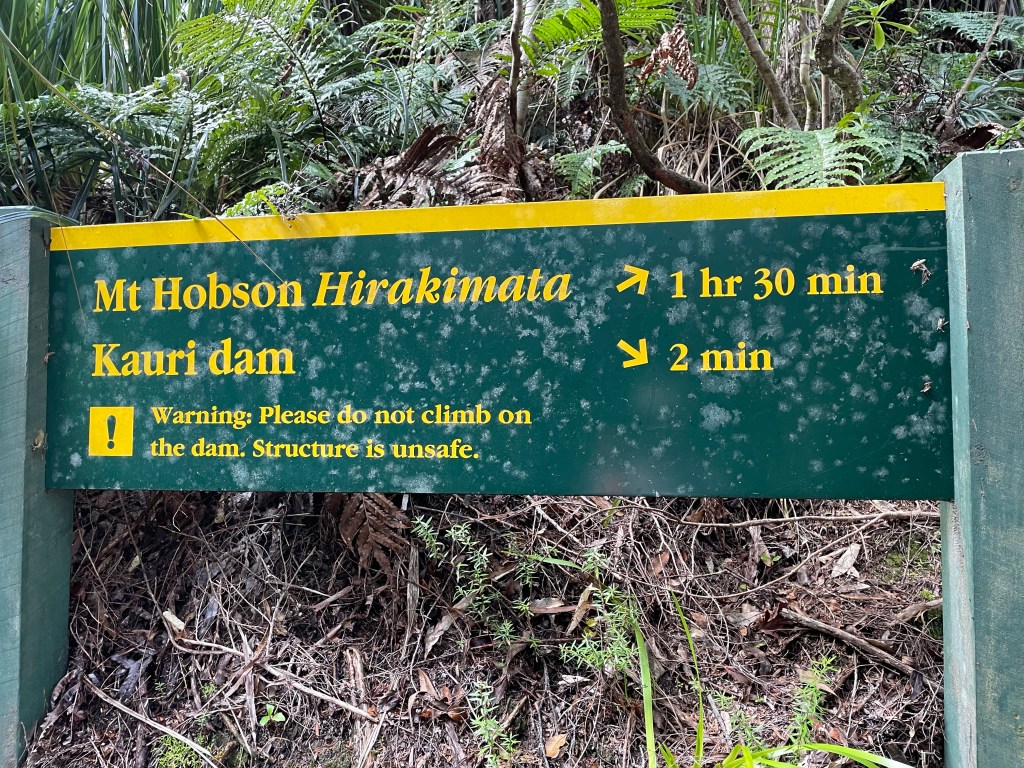 Mt Hobson Hirakimata ↗ 1 hr 30 min
Kauri dam ↘ 2 min
! Warning: Please do not climb on
the dam. Structure is unsafe.